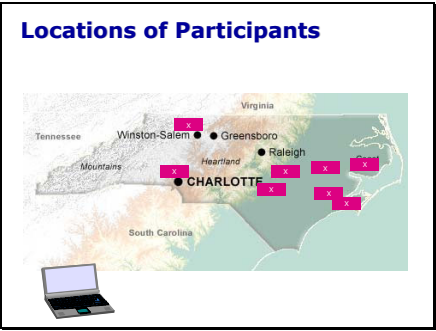 Locations of Participants
Virginia
x
Tennessee
Winston-Salem
Greensboro
Raleigh
Heartland
Mountains
x
x
x
x
CHARLOTTE
x
x
x
South Carolina